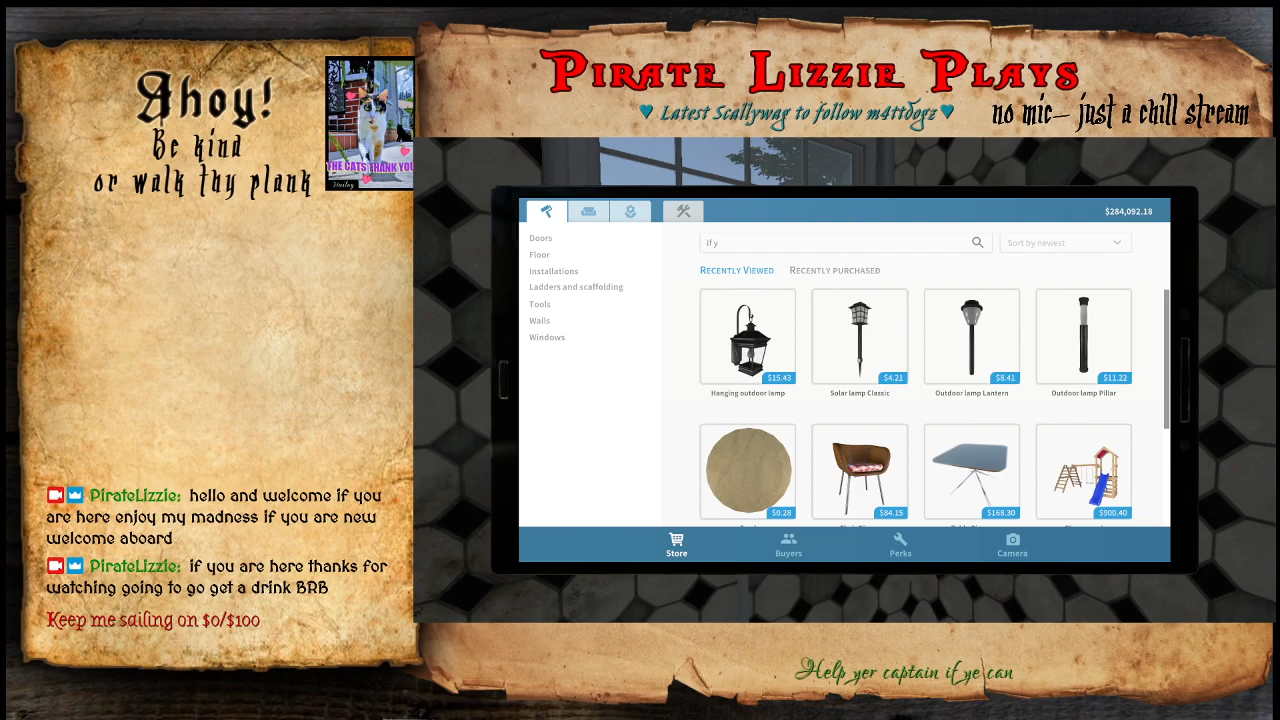 Ahoy!
Be kind
or walk thy plank
THE CATS THANK YOU
Pirate Lizzie Plays
Latest Scallywag to follow m4ttdogz
no mic– just a chill stream
$284,092.18
Doors
Floor
Installations
Ladders and scaffolding
Tools
Walls
Windows
if y
Sort by newest
Recently Viewed
Recently purchased
$15.43
$4.21
$8.41
$11.22
Hanging outdoor lamp
Solar lamp Classic
Outdoor lamp Lantern
Outdoor lamp Pillar
$0.28
$84.15
$168.30
$900.40
Store
Buyers
Perks
Camera
PirateLizzie: hello and welcome if you
are here enjoy my madness if you are new
welcome aboard
PirateLizzie: if you are here thanks for
watching going to go get a drink BRB
Keep me sailing on $0/$100
Help yer captain if ye can